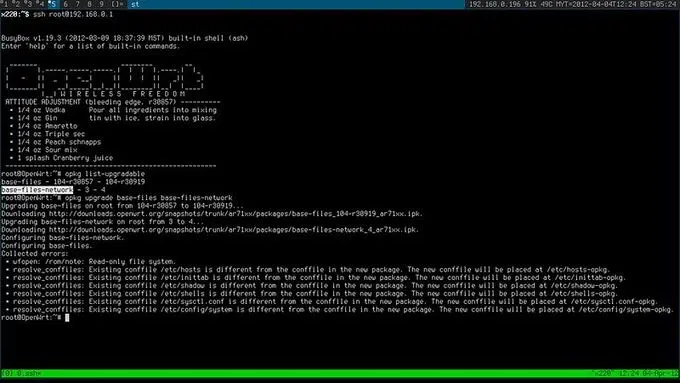 1 2 3 4 5 6 7 8 9 []= st 192.168.0.196 91% 49C MYT=2012-04-04T12:24 BST=05:24
x220:~$ ssh root@192.168.0.1
BusyBox v1.19.3 (2012-03-09 18:37:39 MST) built-in shell (ash)
Enter 'help' for a list of built-in commands.
W I R E L E S S   F R E E D O M
ATTITUDE ADJUSTMENT (bleeding edge, r30857) ----------
* 1/4 oz Vodka Pour all ingredients into mixing
* 1/4 oz Gin tin with ice, strain into glass.
* 1/4 oz Amaretto
* 1/4 oz Triple sec
* 1/4 oz Peach schnapps
* 1/4 oz Sour mix
* 1 splash Cranberry juice
root@OpenWrt:~# opkg list-upgradable
base-files - 104-r30857 - 104-r30919
base-files-network - 3 - 4
root@OpenWrt:~# opkg upgrade base-files base-files-network
Upgrading base-files on root from 104-r30857 to 104-r30919...
Downloading http://downloads.openwrt.org/snapshots/trunk/ar71xx/packages/base-files_104-r30919_ar71xx.ipk.
Upgrading base-files-network on root from 3 to 4...
Downloading http://downloads.openwrt.org/snapshots/trunk/ar71xx/packages/base-files-network_4_ar71xx.ipk.
Configuring base-files-network.
Configuring base-files.
Collected errors:
* wfopen: /rom/note: Read-only file system.
* resolve_conffiles: Existing conffile /etc/hosts is different from the conffile in the new package. The new conffile will be placed at /etc/hosts-opkg.
* resolve_conffiles: Existing conffile /etc/inittab is different from the conffile in the new package. The new conffile will be placed at /etc/inittab-opkg.
* resolve_conffiles: Existing conffile /etc/shadow is different from the conffile in the new package. The new conffile will be placed at /etc/shadow-opkg.
* resolve_conffiles: Existing conffile /etc/shells is different from the conffile in the new package. The new conffile will be placed at /etc/shells-opkg.
* resolve_conffiles: Existing conffile /etc/sysctl.conf is different from the conffile in the new package. The new conffile will be placed at /etc/sysctl.conf-opkg.
* resolve_conffiles: Existing conffile /etc/config/system is different from the conffile in the new package. The new conffile will be placed at /etc/config/system-opkg.
root@OpenWrt:~#
[0] 0:ssh* "x220" 12:24 04-Apr-12